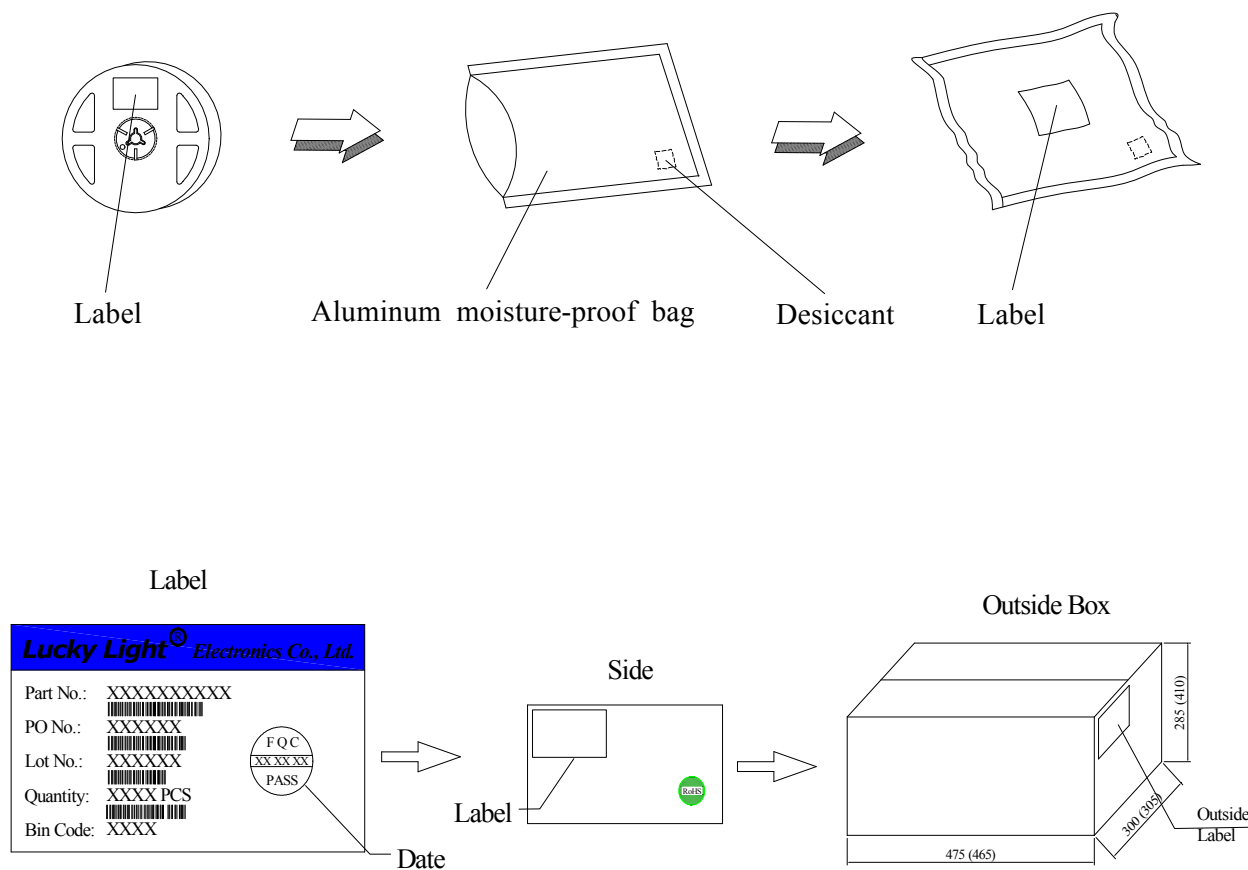 Label
Aluminum moisture-proof bag
Desiccant
Label
Label
Lucky Light® Electronics Co., Ltd.
Part No.: XXXXXXXXXX
PO No.: XXXXXX
Lot No.: XXXXXX
Quantity: XXXX PCS
Bin Code: XXXX
FQC
XX XX XX
PASS
Date
Side
Label
RoHS
Outside Box
285 (410)
300 (305)
475 (465)
Outside
Label